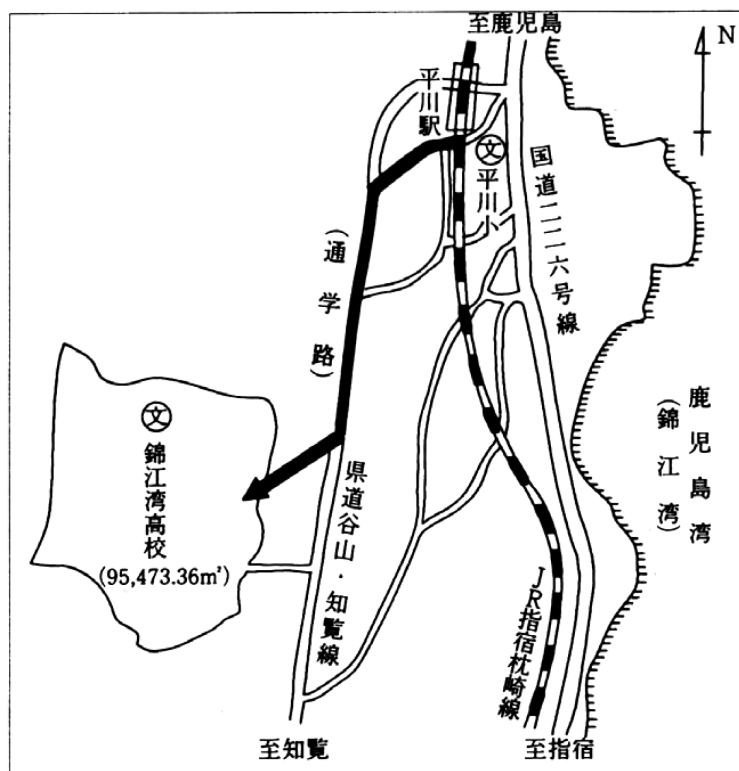 至鹿児島
N
平川駅
文
平川小
国道二二六号線
(通学路)
鹿児島湾
(錦江湾)
文
錦江湾高校
(95,473.36㎡)
県道谷山・知覧線
JR指宿枕崎線
至知覧
至指宿